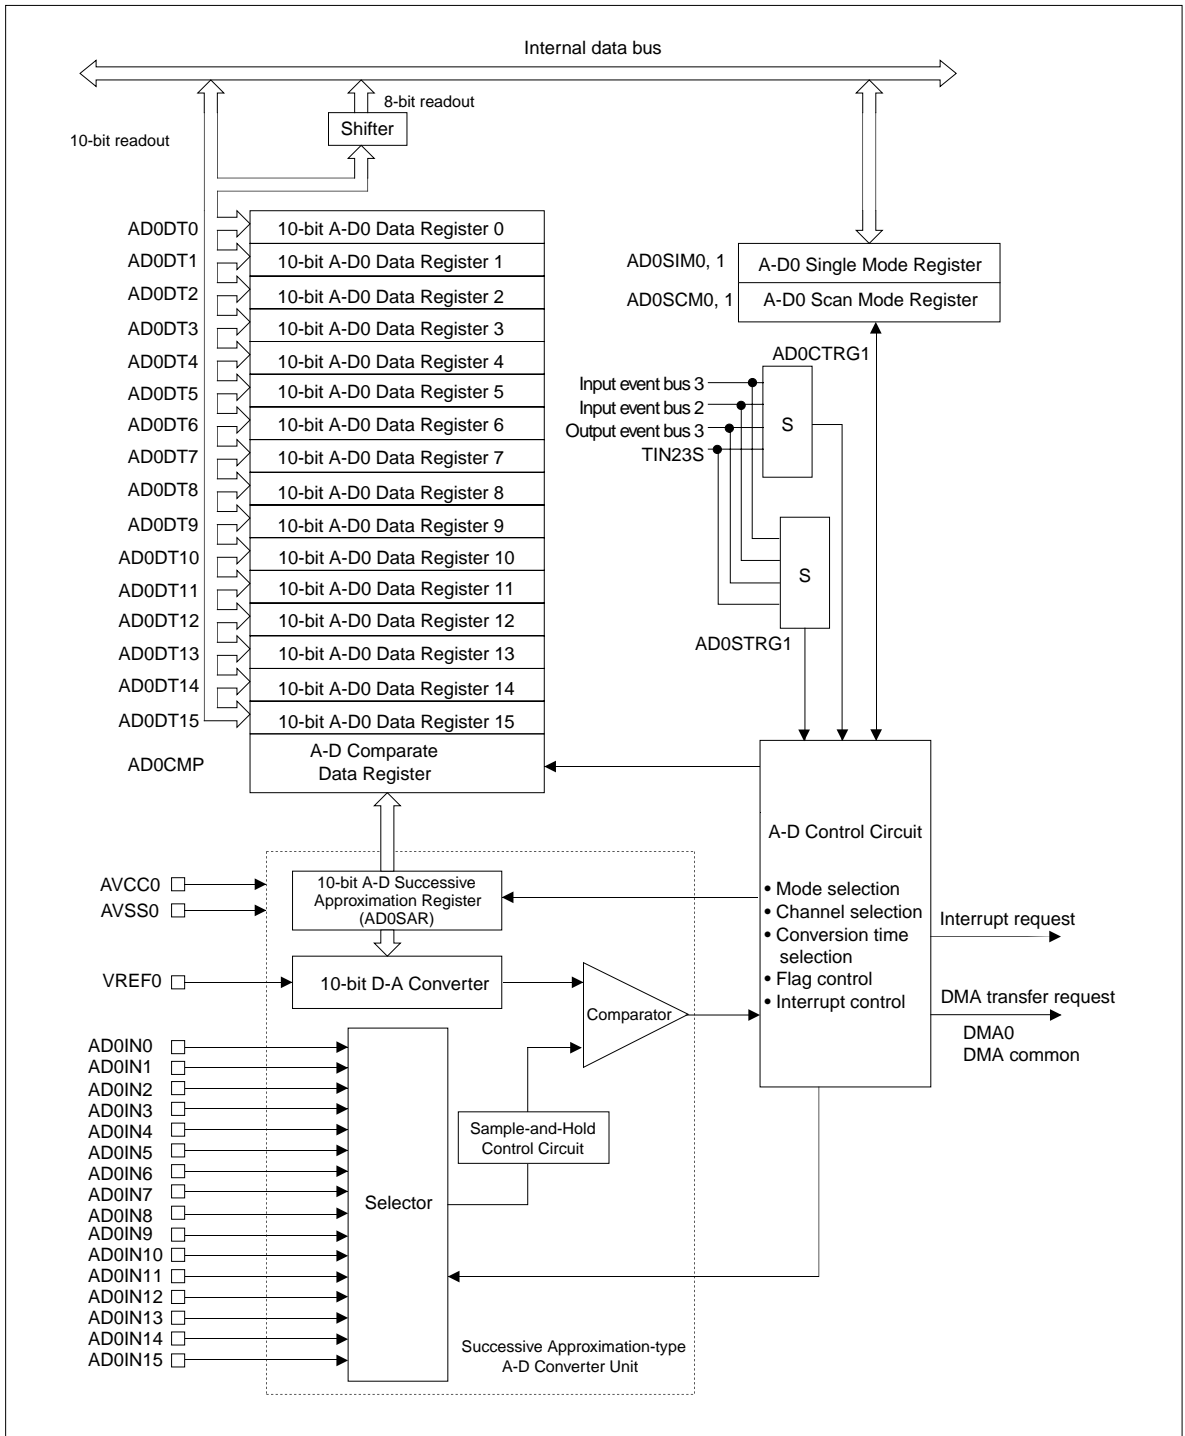 Internal data bus
8-bit readout
10-bit readout
Shifter
AD0DT0
10-bit A-D0 Data Register 0
AD0DT1
10-bit A-D0 Data Register 1
AD0DT2
10-bit A-D0 Data Register 2
AD0DT3
10-bit A-D0 Data Register 3
AD0DT4
10-bit A-D0 Data Register 4
AD0DT5
10-bit A-D0 Data Register 5
AD0DT6
10-bit A-D0 Data Register 6
AD0DT7
10-bit A-D0 Data Register 7
AD0DT8
10-bit A-D0 Data Register 8
AD0DT9
10-bit A-D0 Data Register 9
AD0DT10
10-bit A-D0 Data Register 10
AD0DT11
10-bit A-D0 Data Register 11
AD0DT12
10-bit A-D0 Data Register 12
AD0DT13
10-bit A-D0 Data Register 13
AD0DT14
10-bit A-D0 Data Register 14
AD0DT15
10-bit A-D0 Data Register 15
AD0CMP
A-D Comparate
Data Register
AD0SIM0, 1
A-D0 Single Mode Register
AD0SCM0, 1
A-D0 Scan Mode Register
AD0CTRG1
Input event bus 3
Input event bus 2
Output event bus 3
TIN23S
S
S
AD0STRG1
A-D Control Circuit
• Mode selection
• Channel selection
• Conversion time
selection
• Flag control
• Interrupt control
Interrupt request
DMA transfer request
DMA0
DMA common
AVCC0
AVSS0
10-bit A-D Successive
Approximation Register
(AD0SAR)
VREF0
10-bit D-A Converter
Comparator
AD0IN0
AD0IN1
AD0IN2
AD0IN3
AD0IN4
AD0IN5
AD0IN6
AD0IN7
AD0IN8
AD0IN9
AD0IN10
AD0IN11
AD0IN12
AD0IN13
AD0IN14
AD0IN15
Selector
Sample-and-Hold
Control Circuit
Successive Approximation-type
A-D Converter Unit